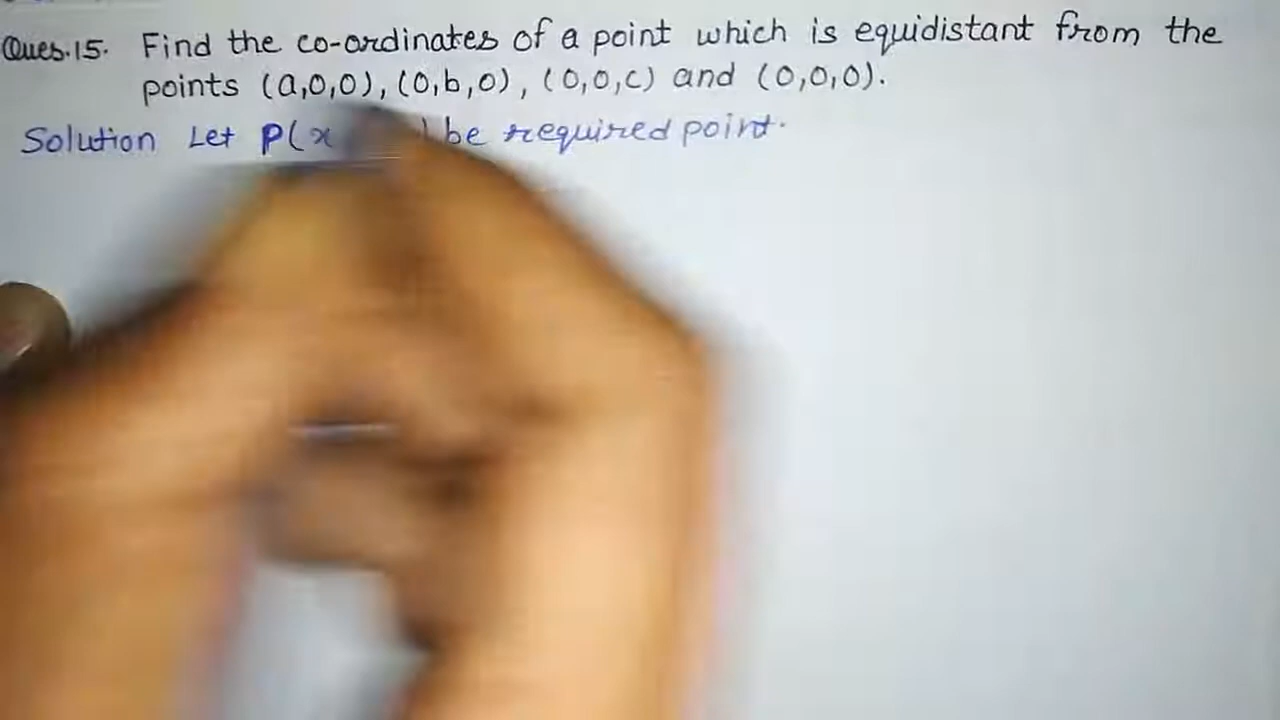 Ques.15. Find the co-ordinates of a point which is equidistant from the
points (a,0,0), (0,b,0), (0,0,c) and (0,0,0).
Solution Let P(x ) be required point.